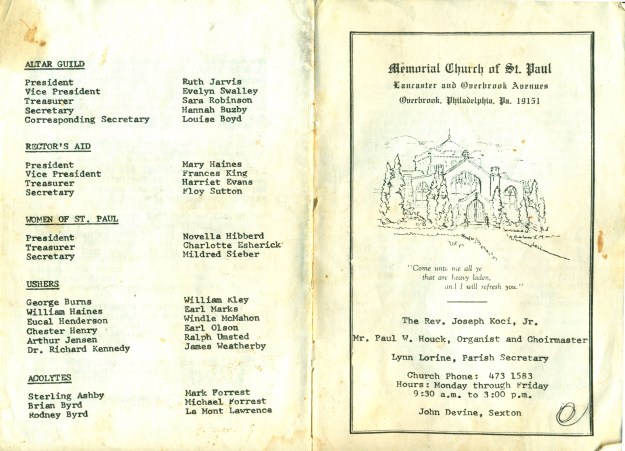 ALTAR GUILD
President Ruth Jarvis
Vice President Evelyn Swalley
Treasurer Sara Robinson
Secretary Hannah Buzby
Corresponding Secretary Louise Boyd
RECTOR'S AID
President Mary Haines
Vice President Frances King
Treasurer Harriet Evans
Secretary Floy Sutton
WOMEN OF ST. PAUL
President Novella Hibberd
Treasurer Charlotte Esherick
Secretary Mildred Sieber
USHERS
George Burns William Kley
William Haines Earl Marks
Eucal Henderson Windle McMahon
Chester Henry Earl Olson
Arthur Jensen Ralph Umsted
Dr. Richard Kennedy James Weatherby
ACOLYTES
Sterling Ashby Mark Forrest
Brian Byrd Michael Forrest
Rodney Byrd La Mont Lawrence
Memorial Church of St. Paul
Lancaster and Overbrook Avenues
Overbrook, Philadelphia, Pa. 19151
"Come unto me all ye
that are heavy laden,
and I will refresh you."
The Rev. Joseph Koci, Jr.
Mr. Paul W. Houck, Organist and Choirmaster
Lynn Lorine, Parish Secretary
Church Phone: 473 1583
Hours: Monday through Friday
9:30 a.m. to 3:00 p.m.
John Devine, Sexton